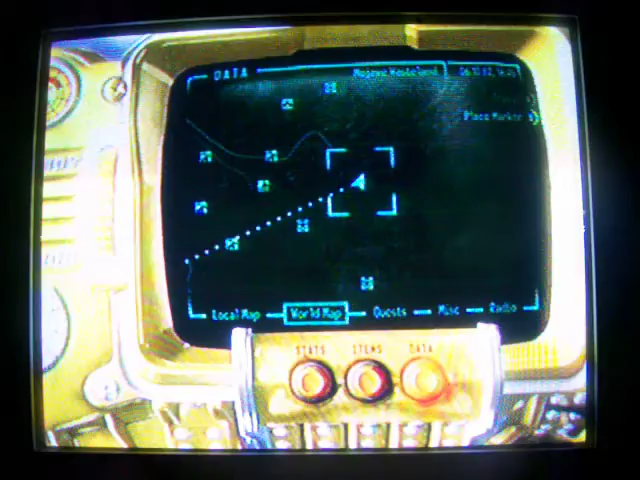 DATA
Mojave Wasteland
Place Marker
Local Map
World Map
Quests
Misc
Radio
STATS
ITEMS
DATA